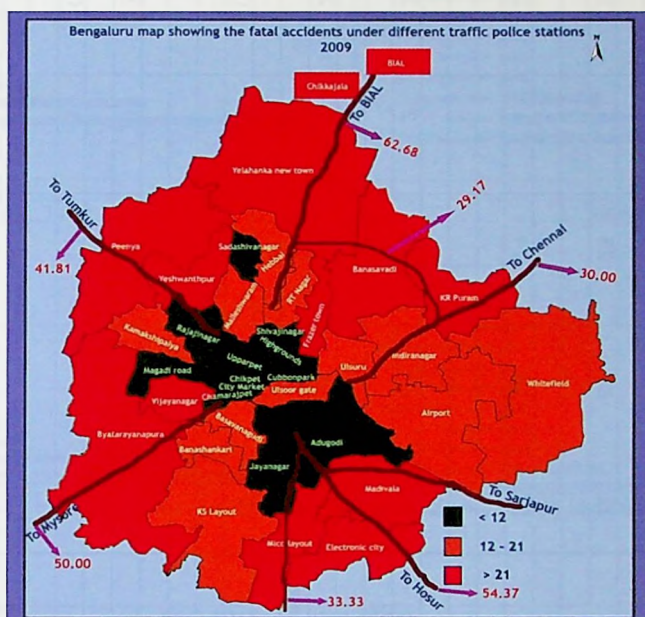 Bengaluru map showing the fatal accidents under different traffic police stations
2009
N
BIAL
Chikkajala
To BIAL
62.68
Yelahanka new town
29.17
To Tumkur
41.81
Peenya
Sadashivanagar
Hebbal
To Chennai
30.00
Yeshwanthpur
Banasavadi
Malleshwaram
RT Nagar
KR Puram
Kamakshipalya
Rajajinagar
Shivajinagar
Frazer town
Highgrounds
Upparpet
Indiranagar
Magadi road
Ulsuru
Whitefield
Chikpet
Cubbonpark
City Market
Ulsoor gate
Chamarajpet
Vijayanagar
Airport
Basavanagudi
Byatarayanapura
Banashankari
Adugodi
Jayanagar
Madivala
To Sarjapur
KS Layout
< 12
To Mysore
Mico layout
Electronic city
12 - 21
50.00
> 21
To Hosur
33.33
54.37